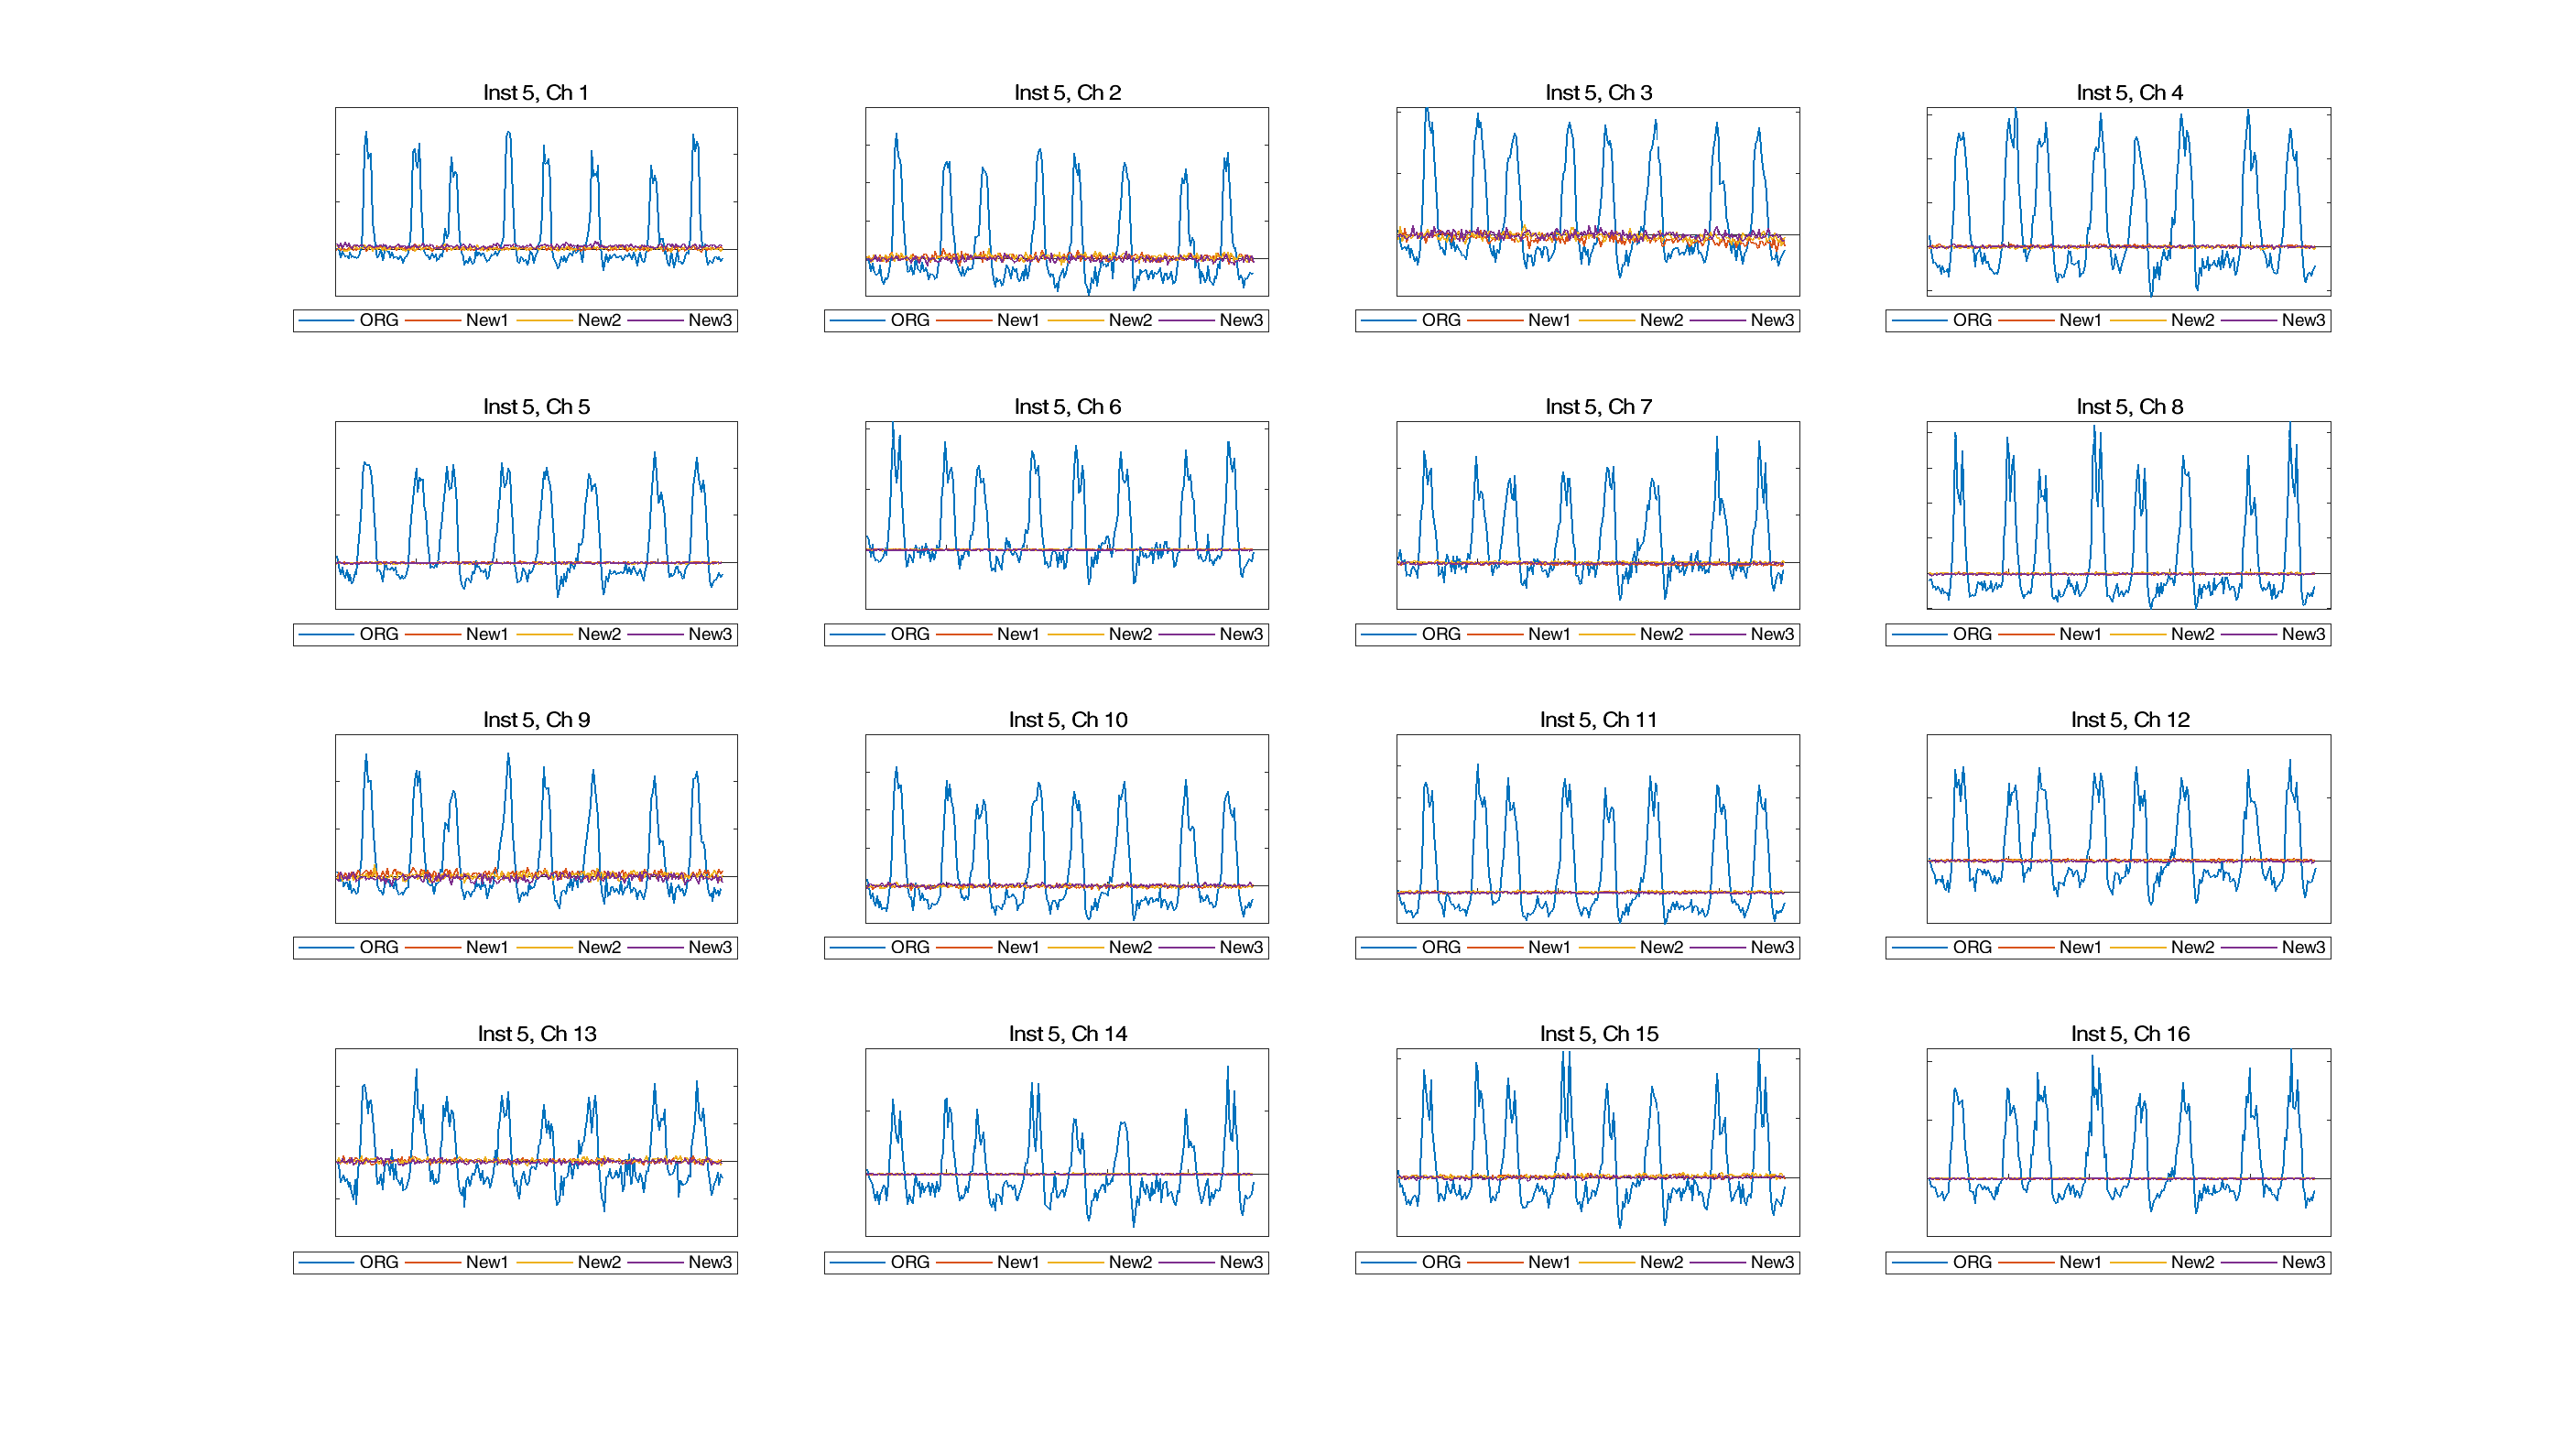 Inst 5, Ch 1
Inst 5, Ch 2
Inst 5, Ch 3
Inst 5, Ch 4
ORG New1 New2 New3
ORG New1 New2 New3
ORG New1 New2 New3
ORG New1 New2 New3
Inst 5, Ch 5
Inst 5, Ch 6
Inst 5, Ch 7
Inst 5, Ch 8
ORG New1 New2 New3
ORG New1 New2 New3
ORG New1 New2 New3
ORG New1 New2 New3
Inst 5, Ch 9
Inst 5, Ch 10
Inst 5, Ch 11
Inst 5, Ch 12
ORG New1 New2 New3
ORG New1 New2 New3
ORG New1 New2 New3
ORG New1 New2 New3
Inst 5, Ch 13
Inst 5, Ch 14
Inst 5, Ch 15
Inst 5, Ch 16
ORG New1 New2 New3
ORG New1 New2 New3
ORG New1 New2 New3
ORG New1 New2 New3